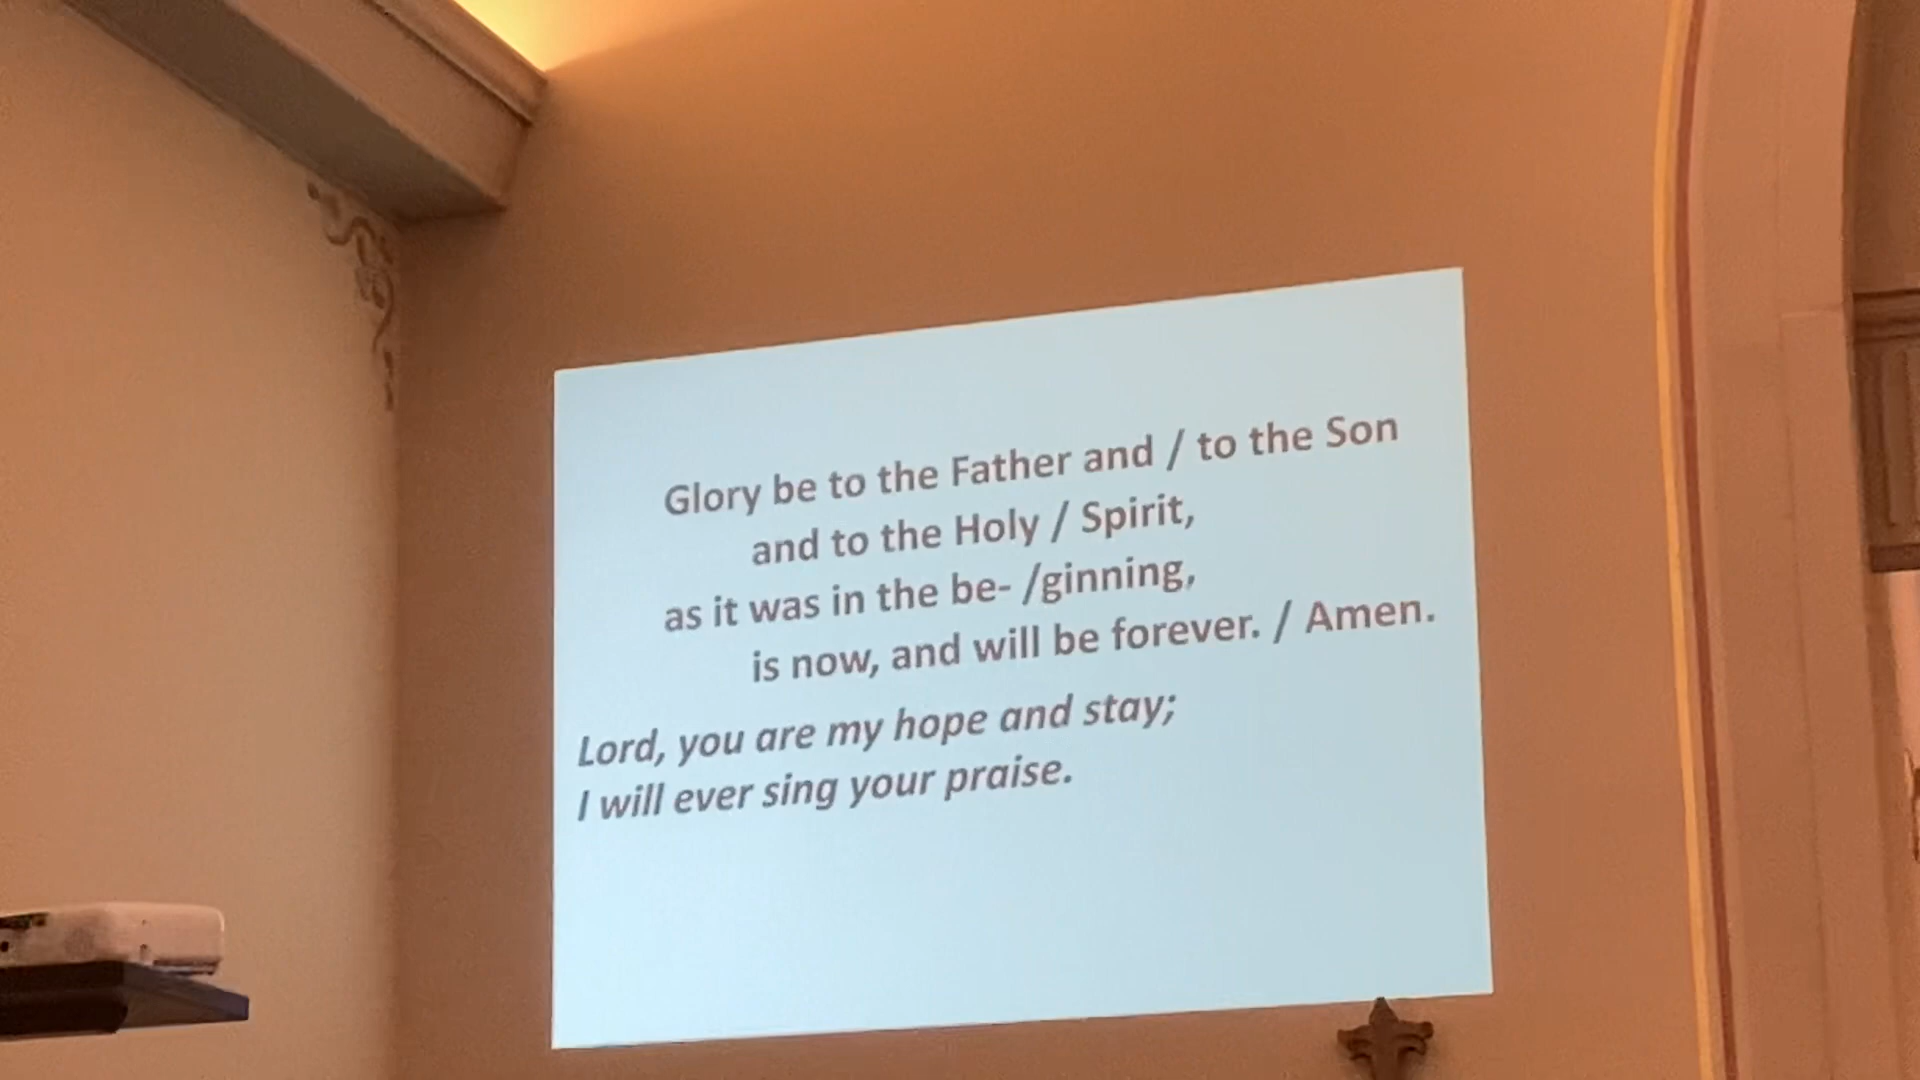 Glory be to the Father and / to the Son
and to the Holy / Spirit,
as it was in the be- /ginning,
is now, and will be forever. / Amen.
Lord, you are my hope and stay;
I will ever sing your praise.